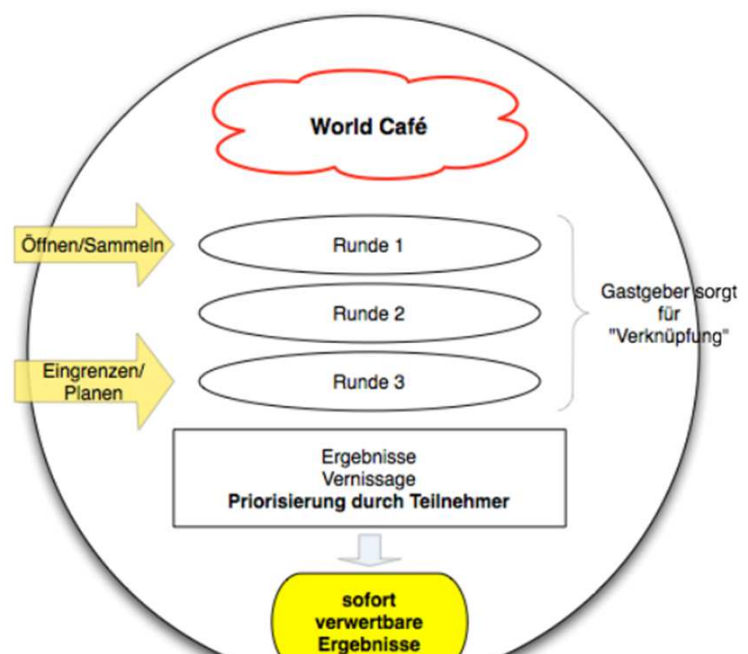 World Café
Öffnen/Sammeln
Runde 1
Runde 2
Gastgeber sorgt
für
"Verknüpfung"
Eingrenzen/
Planen
Runde 3
Ergebnisse
Vernissage
Priorisierung durch Teilnehmer
sofort
verwertbare
Ergebnisse